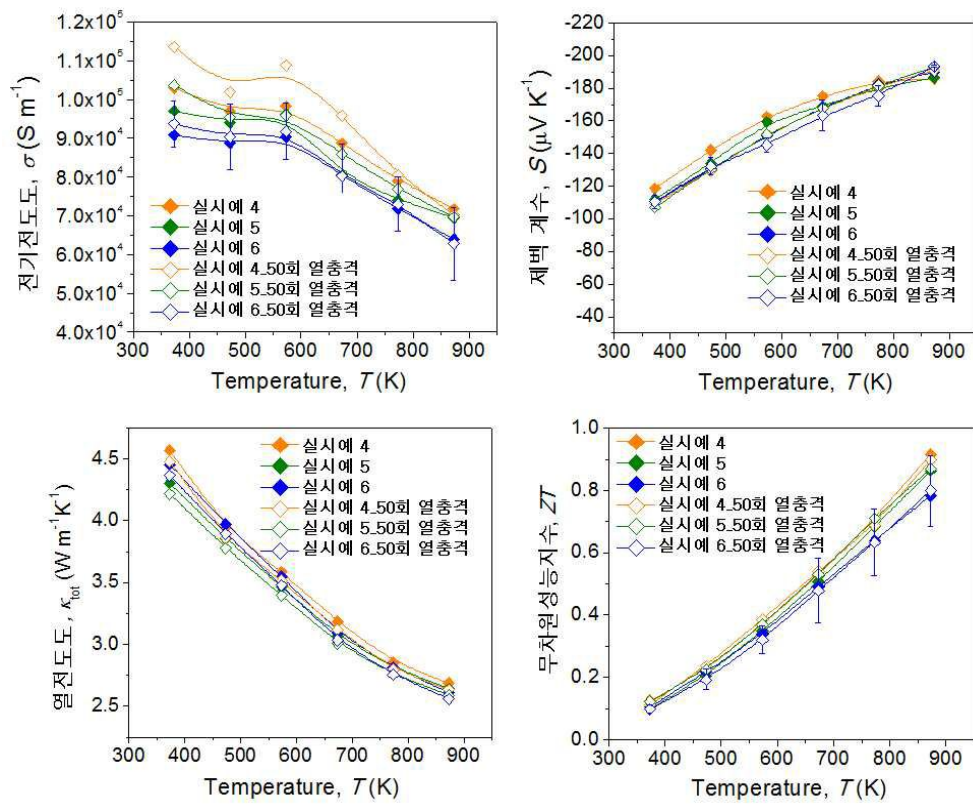 1.2x10⁵
1.1x10⁵
1.0x10⁵
9.0x10⁴
8.0x10⁴
7.0x10⁴
6.0x10⁴
5.0x10⁴
4.0x10⁴
전기전도도, σ (S m⁻¹)
실시예 4
실시예 5
실시예 6
실시예 4_50회 열충격
실시예 5_50회 열충격
실시예 6_50회 열충격
300 400 500 600 700 800 900
Temperature, T (K)
-220
-200
-180
-160
-140
-120
-100
-80
-60
-40
제벡 계수, S (μV K⁻¹)
실시예 4
실시예 5
실시예 6
실시예 4_50회 열충격
실시예 5_50회 열충격
실시예 6_50회 열충격
300 400 500 600 700 800 900
Temperature, T (K)
4.5
4.0
3.5
3.0
2.5
열전도도, κtot (W m⁻¹K⁻¹)
실시예 4
실시예 5
실시예 6
실시예 4_50회 열충격
실시예 5_50회 열충격
실시예 6_50회 열충격
300 400 500 600 700 800 900
Temperature, T (K)
1.0
0.8
0.6
0.4
0.2
0.0
무차원성능지수, ZT
실시예 4
실시예 5
실시예 6
실시예 4_50회 열충격
실시예 5_50회 열충격
실시예 6_50회 열충격
300 400 500 600 700 800 900
Temperature, T (K)